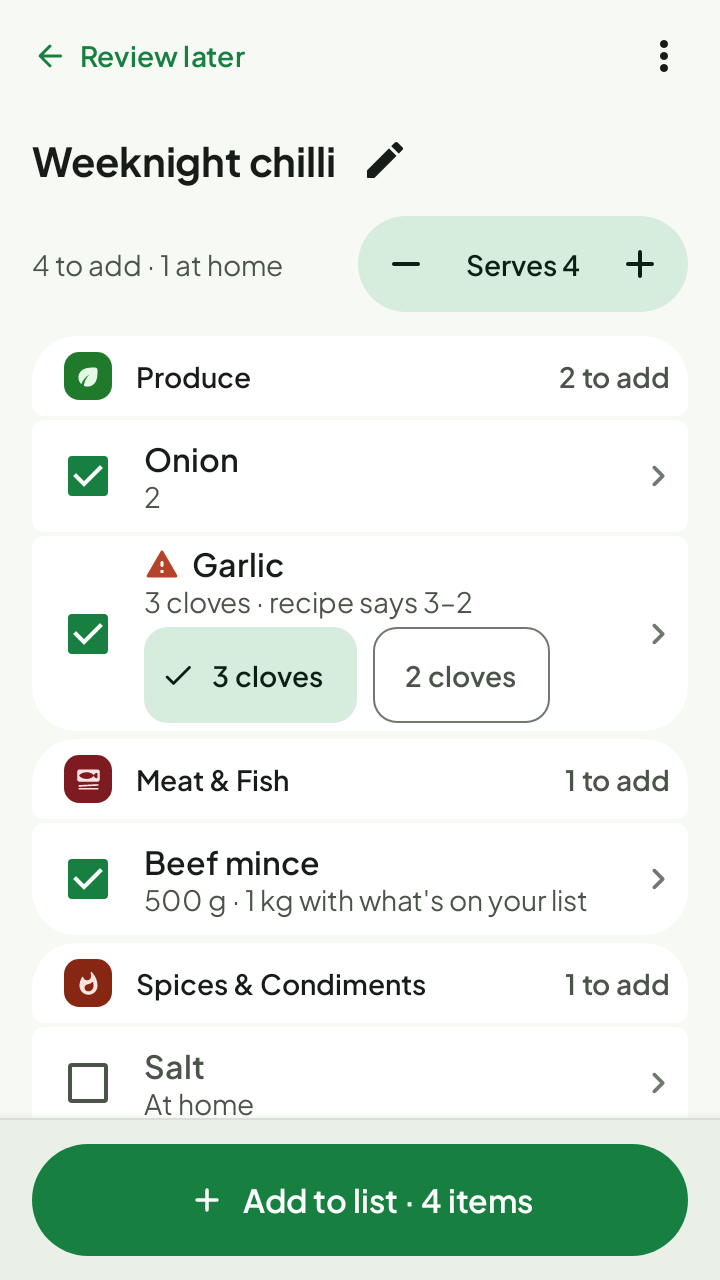 Review later
Weeknight chilli
4 to add · 1 at home
Serves 4
Produce
2 to add
Onion
2
Garlic
3 cloves · recipe says 3–2
3 cloves
2 cloves
Meat & Fish
1 to add
Beef mince
500 g · 1 kg with what's on your list
Spices & Condiments
1 to add
Salt
At home
Add to list · 4 items